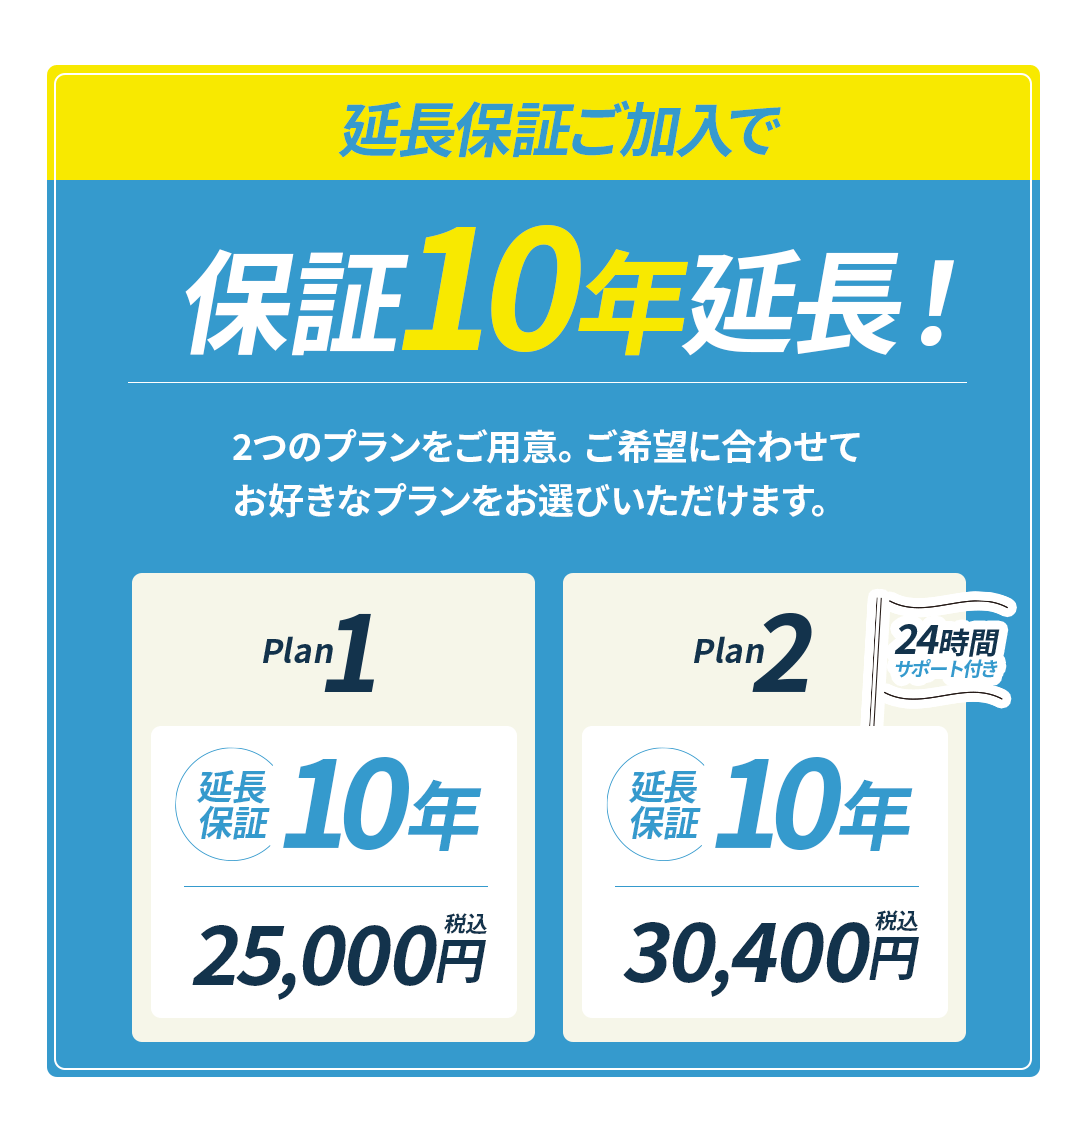 延長保証ご加入で
保証10年延長！
2つのプランをご用意。ご希望に合わせて
お好きなプランをお選びいただけます。
Plan1
延長
保証
10年
25,000円
税込
Plan2
24時間
サポート付き
延長
保証
10年
30,400円
税込